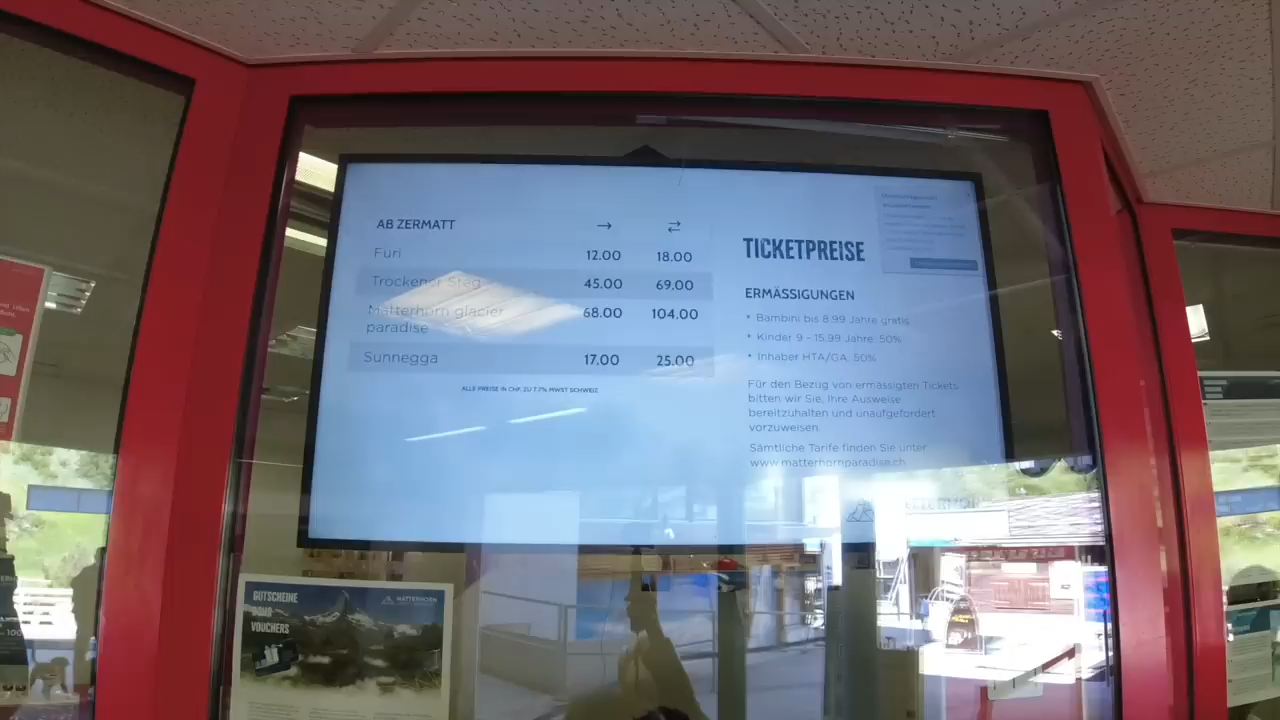 AB ZERMATT → ⇄
Furi 12.00 18.00
Trockener Steg 45.00 69.00
Matterhorn glacier
paradise 68.00 104.00
Sunnegga 17.00 25.00
ALLE PREISE IN CHF, ZU 7.7% MWST SCHWEIZ
TICKETPREISE
ERMÄSSIGUNGEN
• Bambini bis 8.99 Jahre gratis
• Kinder 9 - 15.99 Jahre 50%
• Inhaber HTA/GA 50%
Für den Bezug von ermässigten Tickets
bitten wir Sie, Ihre Ausweise
bereitzuhalten und unaufgefordert
vorzuweisen.
Sämtliche Tarife finden Sie unter
www.matterhornparadise.ch
GUTSCHEINE
VOUCHERS
MATTERHORN